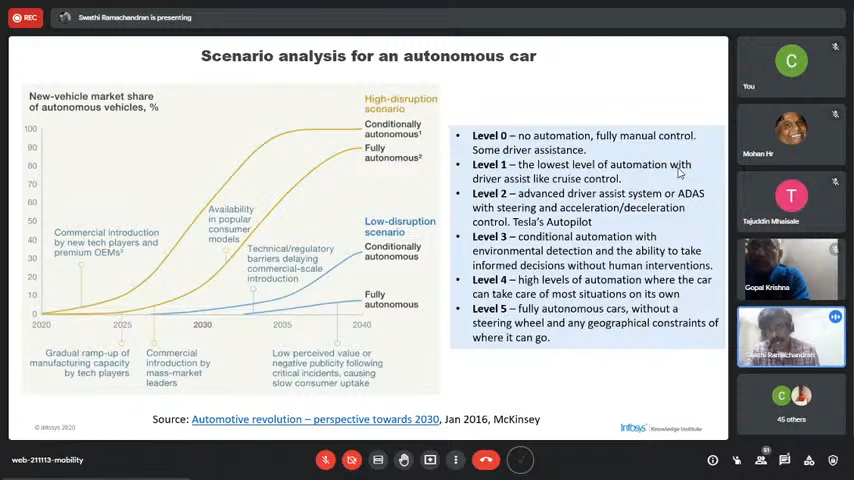 REC
Swathi Ramachandran is presenting
Scenario analysis for an autonomous car
New-vehicle market share
of autonomous vehicles, %
High-disruption
scenario
Conditionally
autonomous¹
Fully
autonomous²
Low-disruption
scenario
Conditionally
autonomous
Fully
autonomous
100
90
80
70
60
50
40
30
20
10
0
2020
2025
2030
2035
2040
Commercial introduction
by new tech players and
premium OEMs³
Availability
in popular
consumer
models
Technical/regulatory
barriers delaying
commercial-scale
introduction
Gradual ramp-up of
manufacturing capacity
by tech players
Commercial
introduction by
mass-market
leaders
Low perceived value or
negative publicity following
critical incidents, causing
slow consumer uptake
• Level 0 – no automation, fully manual control.
Some driver assistance.
• Level 1 – the lowest level of automation with
driver assist like cruise control.
• Level 2 – advanced driver assist system or ADAS
with steering and acceleration/deceleration
control. Tesla's Autopilot
• Level 3 – conditional automation with
environmental detection and the ability to take
informed decisions without human interventions.
• Level 4 – high levels of automation where the car
can take care of most situations on its own
• Level 5 – fully autonomous cars, without a
steering wheel and any geographical constraints of
where it can go.
Source: Automotive revolution – perspective towards 2030, Jan 2016, McKinsey
© Infosys 2020
Infosys | Knowledge Institute
C
You
Mohan Hr
T
Tajuddin Mhaisale
Gopal Krishna
Swathi Ramachandran
C
45 others
web-211113-mobility
51